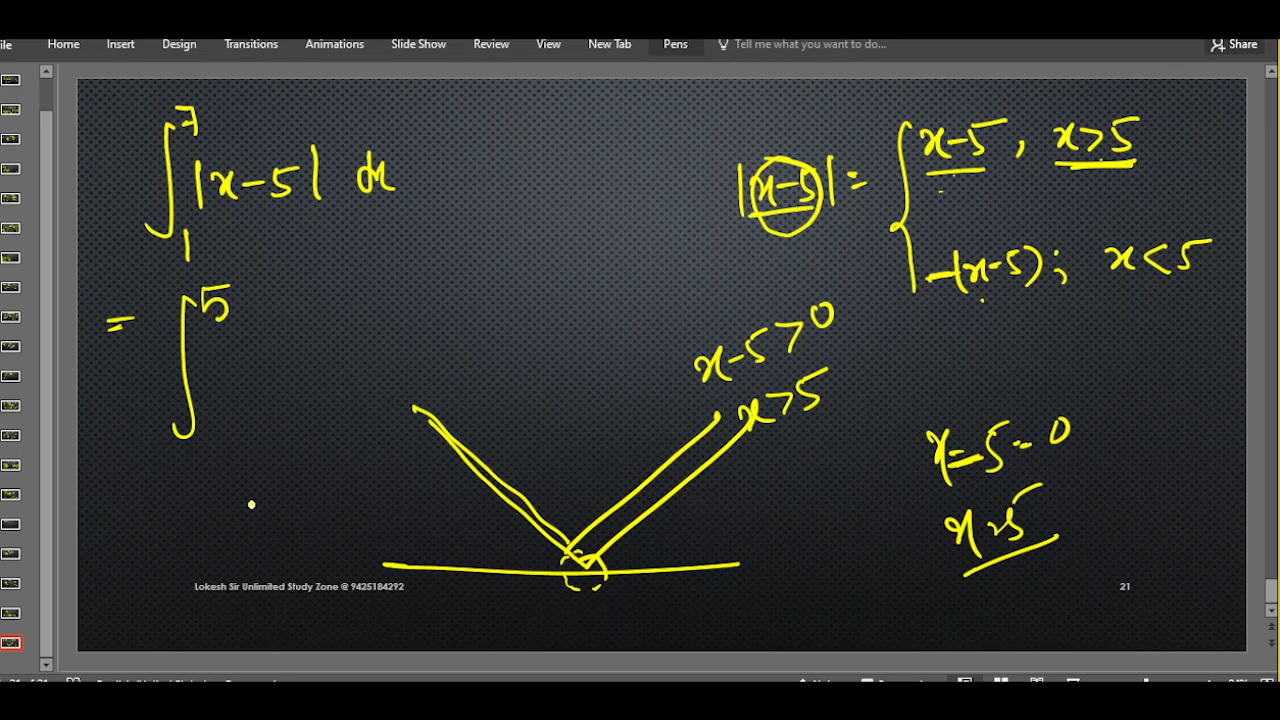 File Home Insert Design Transitions Animations Slide Show Review View New Tab Pens Tell me what you want to do... Share
∫₁⁷ |x-5| dx
|x-5| = { x-5, x>5
-(x-5); x<5
= ∫⁵
x-5>0
x>5
x-5=0
x=5
Lokesh Sir Unlimited Study Zone @ 9425184292
21